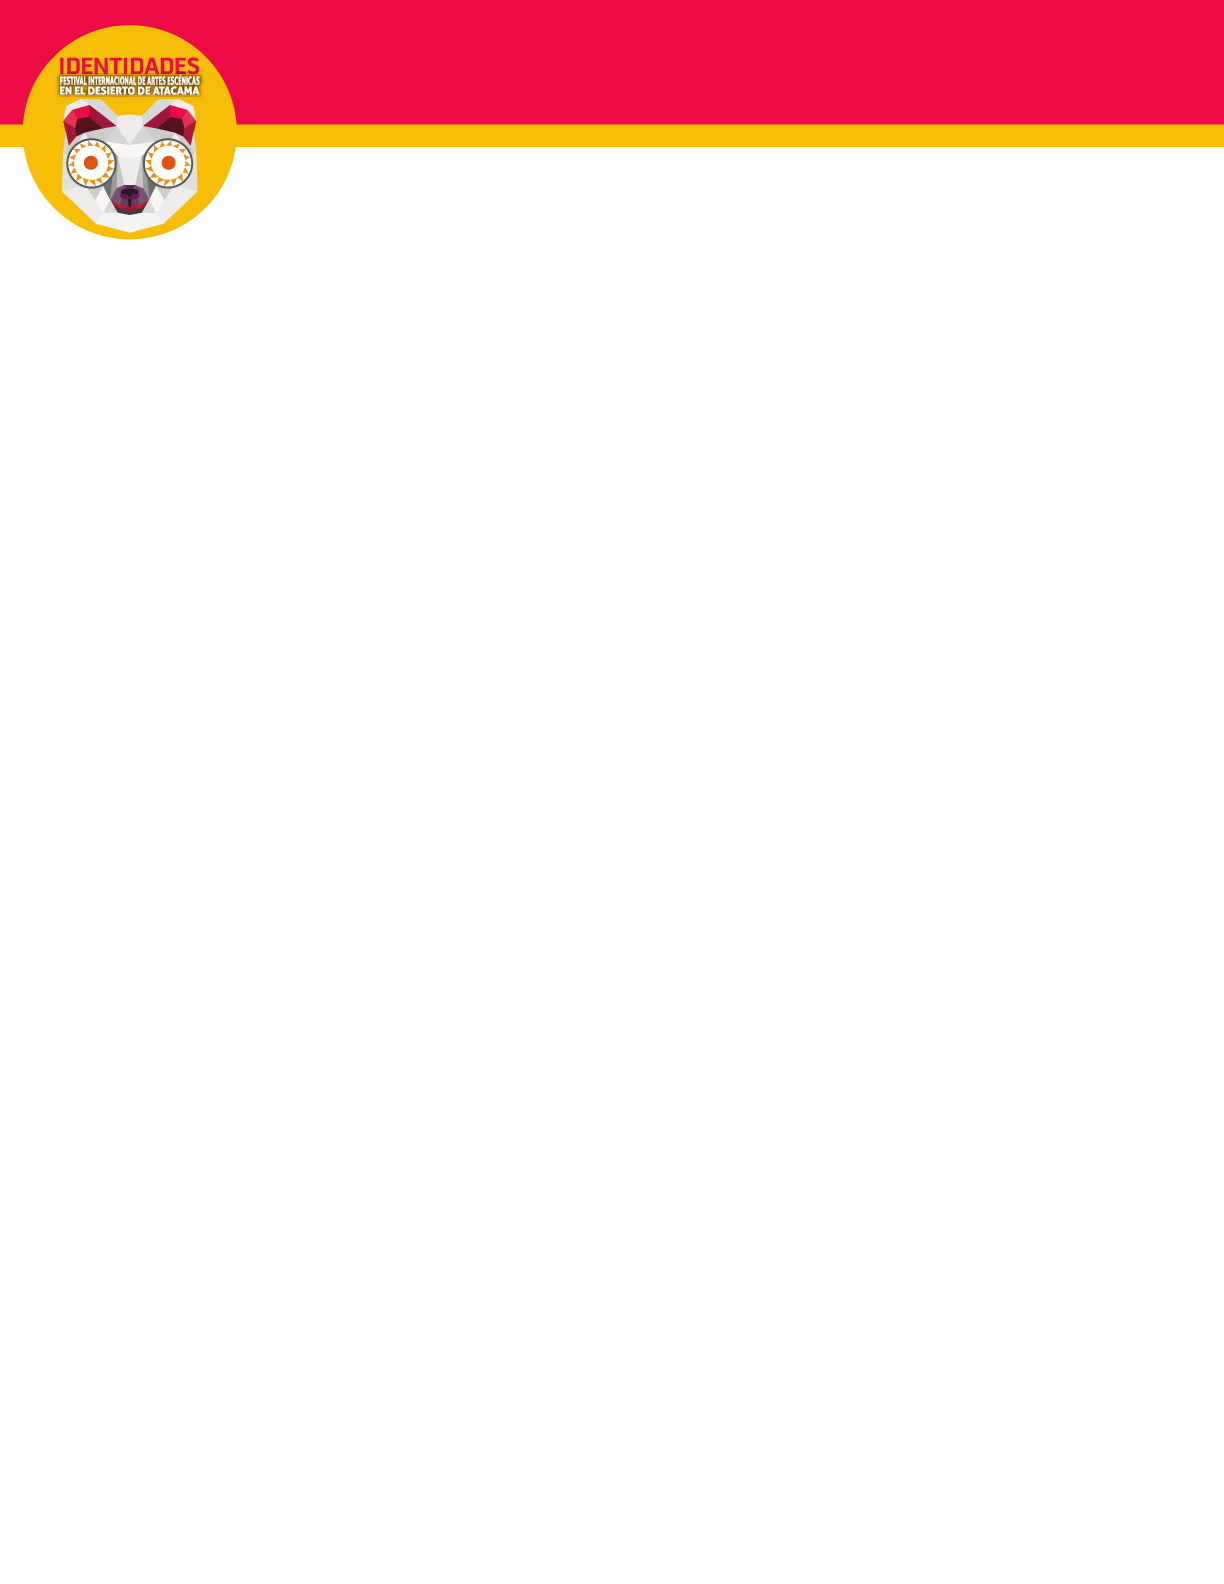 IDENTIDADES
FESTIVAL INTERNACIONAL DE ARTES ESCÉNICAS
EN EL DESIERTO DE ATACAMA